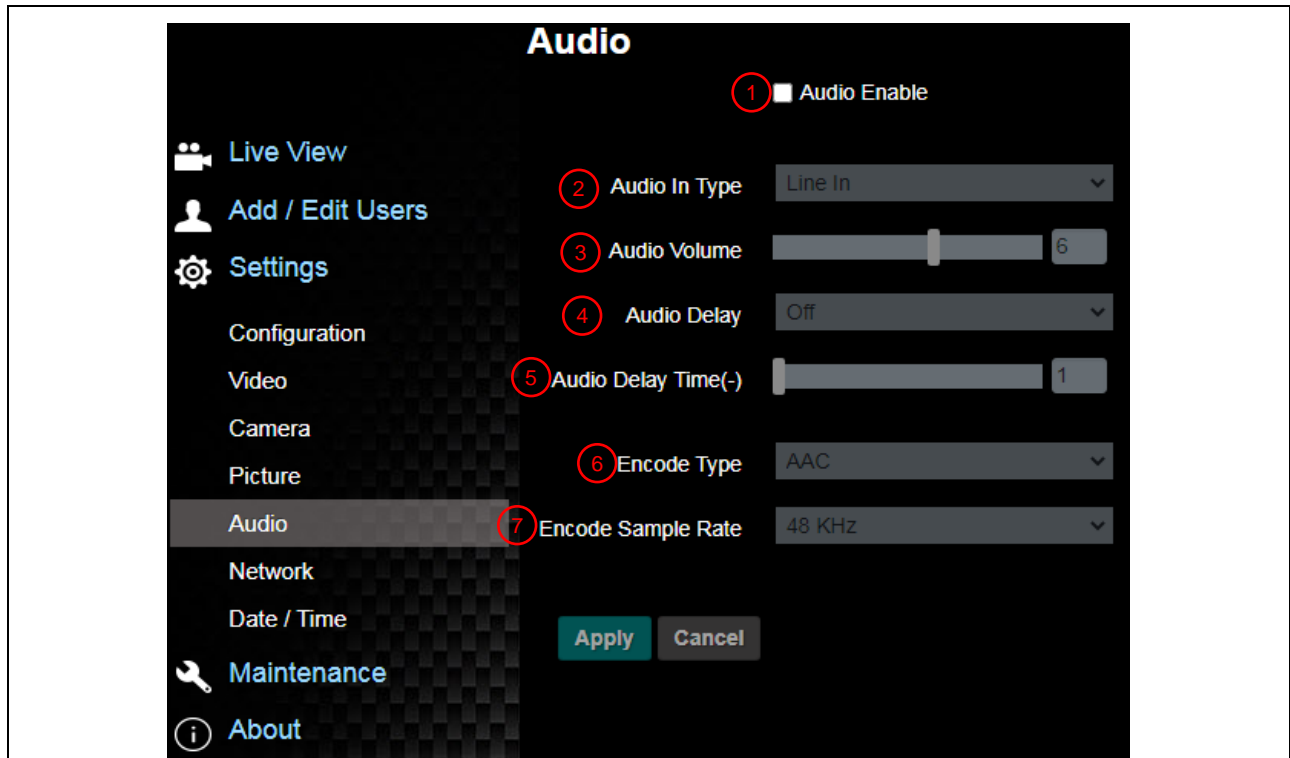 Audio
1 Audio Enable
Live View
Add / Edit Users
Settings
Configuration
Video
Camera
Picture
Audio
Network
Date / Time
Maintenance
About
2 Audio In Type Line In
3 Audio Volume 6
4 Audio Delay Off
5 Audio Delay Time(-) 1
6 Encode Type AAC
7 Encode Sample Rate 48 KHz
Apply Cancel